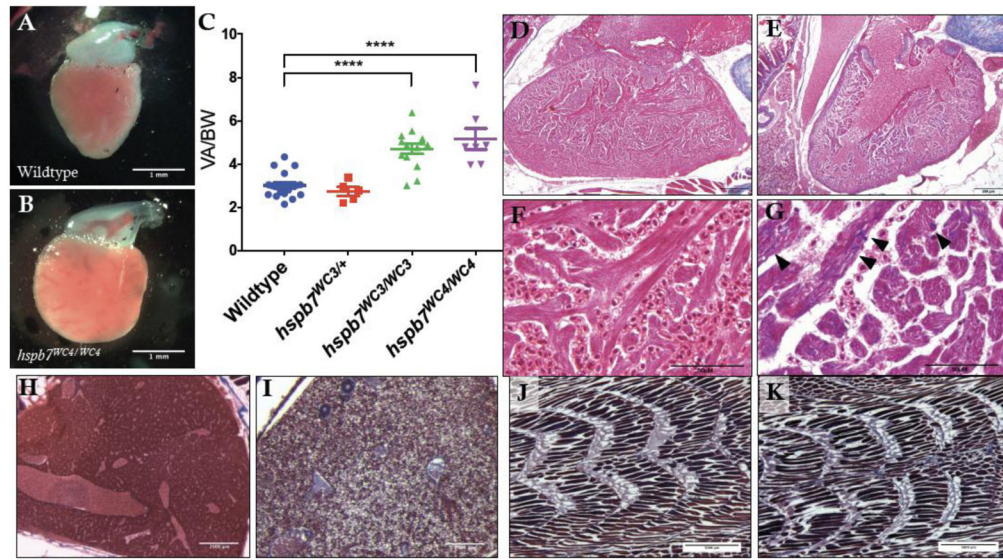 A
Wildtype
1 mm
B
hspb7WC4/WC4
1 mm
C
VA/BW
10
8
6
4
2
0
****
****
Wildtype
hspb7WC3/+
hspb7WC3/WC3
hspb7WC4/WC4
D
E
F
G
H
I
J
K